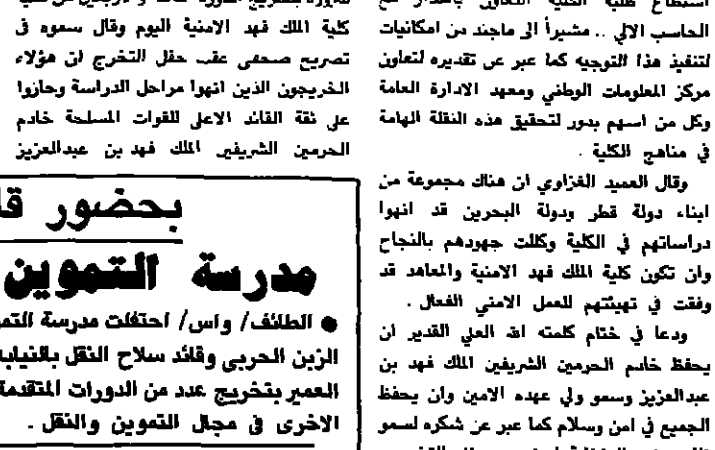 الحاسب الآلي .. مشيراً الى ماجند من امكانيات
لتنفيذ هذا التوجيه كما عبر عن تقديره لتعاون
مركز المعلومات الوطني ومعهد الادارة العامة
وكل من اسهم بدور لتحقيق هذه النقلة الهامة
في مناهج الكلية .
وقال العميد الغزاوي ان هناك مجموعة من
ابناء دولة قطر ودولة البحرين قد انهوا
دراساتهم في الكلية وكللت جهودهم بالنجاح
وان تكون كلية الملك فهد الامنية والمعاهد قد
وفقت في تهيئتهم للعمل الامني الفعال .
ودعا في ختام كلمته الله العلي القدير ان
يحفظ خادم الحرمين الشريفين الملك فهد بن
عبدالعزيز وسمو ولي عهده الامين وان يحفظ
الجميع في امن وسلام كما عبر عن شكره لسمو
كلية الملك فهد الامنية اليوم وقال سموه في
تصريح صحفي عقب حفل التخرج ان هؤلاء
الخريجون الذين انهوا مراحل الدراسة وحازوا
على ثقة القائد الاعلى للقوات المسلحة خادم
الحرمين الشريفين الملك فهد بن عبدالعزيز
بحضور
مدرسة التموين
● الطائف/ واس/ احتفلت مدرسة
الزبن الحربي وقائد سلاح النقل بالنيابة
العمير بتخريج عدد من الدورات المتقدمة
الاخرى في مجال التموين والنقل .